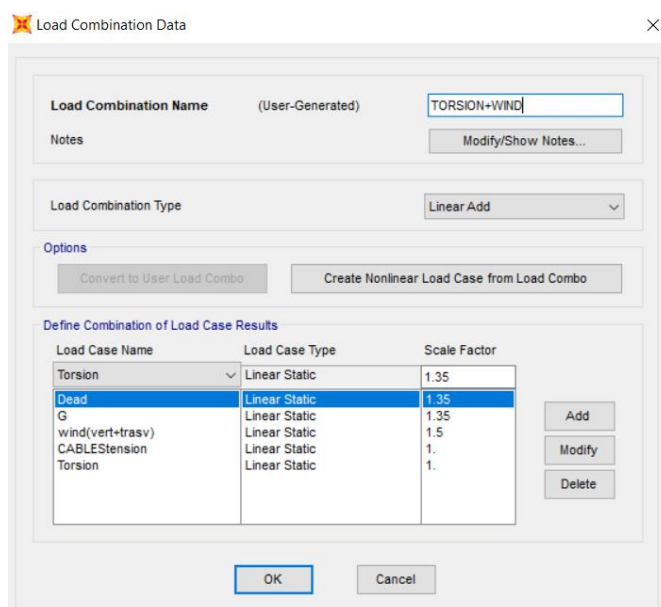 Load Combination Data
Load Combination Name (User-Generated) TORSION+WIND
Notes Modify/Show Notes...
Load Combination Type Linear Add
Options
Convert to User Load Combo Create Nonlinear Load Case from Load Combo
Define Combination of Load Case Results
Load Case Name Load Case Type Scale Factor
Torsion Linear Static 1.35
Dead Linear Static 1.35
G Linear Static 1.35
wind(vert+trasv) Linear Static 1.5
CABLEStension Linear Static 1.
Torsion Linear Static 1.
Add
Modify
Delete
OK Cancel